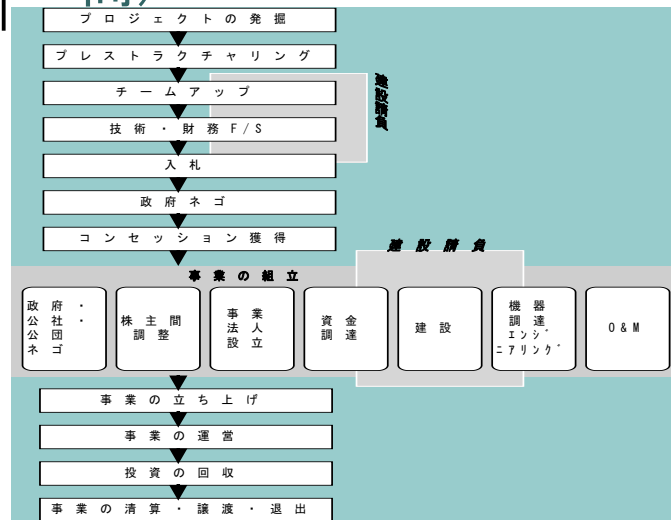 プロジェクトの発掘
プレストラクチャリング
チームアップ
建設請負
技術・財務F/S
入札
政府ネゴ
コンセッション獲得
建設請負
事業の組立
政府・
公社・
公団
ネゴ
株主間
調整
事業
法人
設立
資金
調達
建設
機器
調達
エンジ
ニアリング
O&M
事業の立ち上げ
事業の運営
投資の回収
事業の清算・譲渡・退出